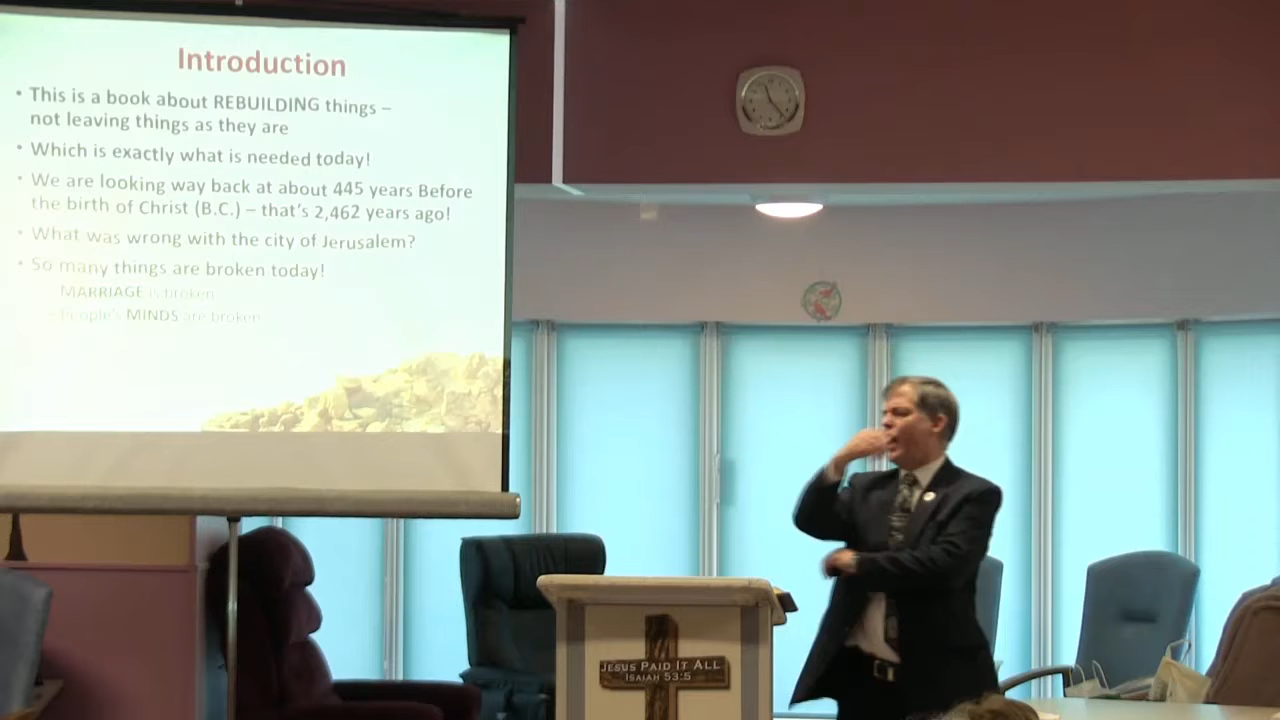 Introduction
• This is a book about REBUILDING things –
not leaving things as they are
• Which is exactly what is needed today!
• We are looking way back at about 445 years Before
the birth of Christ (B.C.) – that's 2,462 years ago!
• What was wrong with the city of Jerusalem?
• So many things are broken today!
MARRIAGE is broken
– People's MINDS are broken
JESUS PAID IT ALL
ISAIAH 53:5